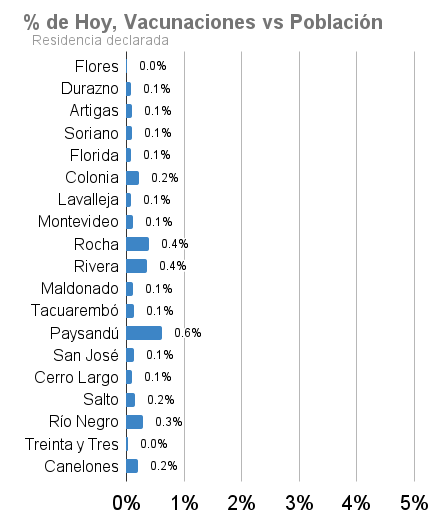 % de Hoy, Vacunaciones vs Población
Residencia declarada
Flores 0.0%
Durazno 0.1%
Artigas 0.1%
Soriano 0.1%
Florida 0.1%
Colonia 0.2%
Lavalleja 0.1%
Montevideo 0.1%
Rocha 0.4%
Rivera 0.4%
Maldonado 0.1%
Tacuarembó 0.1%
Paysandú 0.6%
San José 0.1%
Cerro Largo 0.1%
Salto 0.2%
Río Negro 0.3%
Treinta y Tres 0.0%
Canelones 0.2%
0% 1% 2% 3% 4% 5%